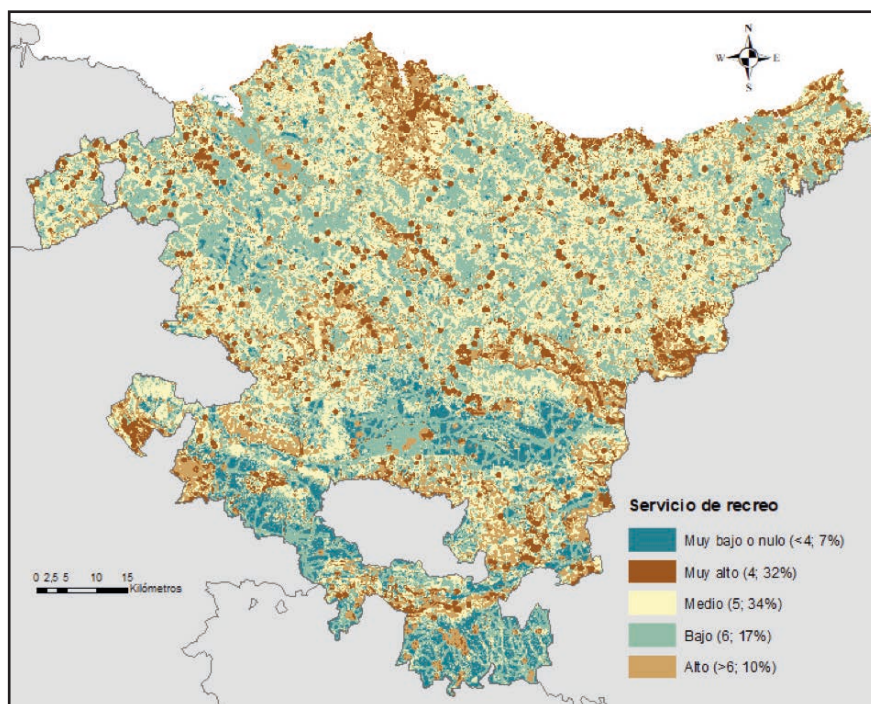 N
W E
S
Servicio de recreo
Muy bajo o nulo (<4; 7%)
Muy alto (4; 32%)
Medio (5; 34%)
Bajo (6; 17%)
Alto (>6; 10%)
0 2,5 5 10 15
Kilómetros